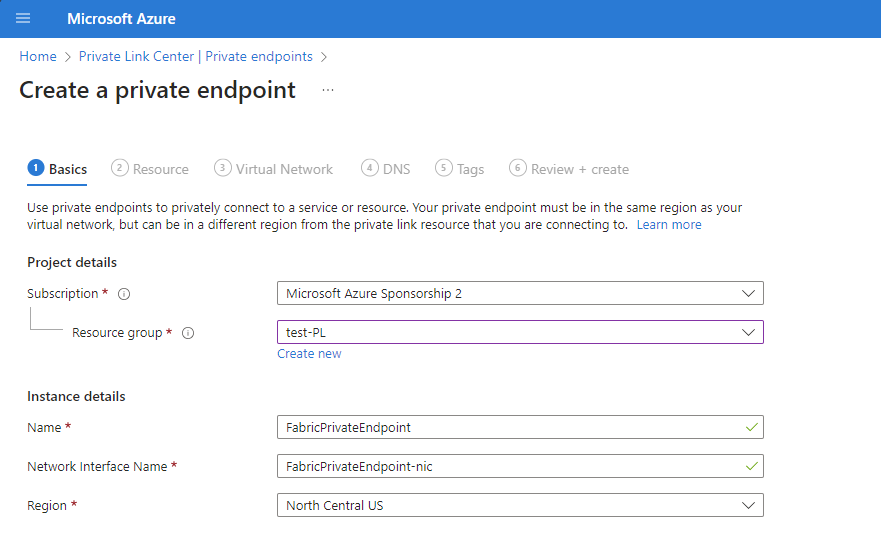 Microsoft Azure
Home > Private Link Center | Private endpoints >
Create a private endpoint ...
1 Basics 2 Resource 3 Virtual Network 4 DNS 5 Tags 6 Review + create
Use private endpoints to privately connect to a service or resource. Your private endpoint must be in the same region as your
virtual network, but can be in a different region from the private link resource that you are connecting to. Learn more
Project details
Subscription * Microsoft Azure Sponsorship 2
Resource group * test-PL
Create new
Instance details
Name * FabricPrivateEndpoint
Network Interface Name * FabricPrivateEndpoint-nic
Region * North Central US